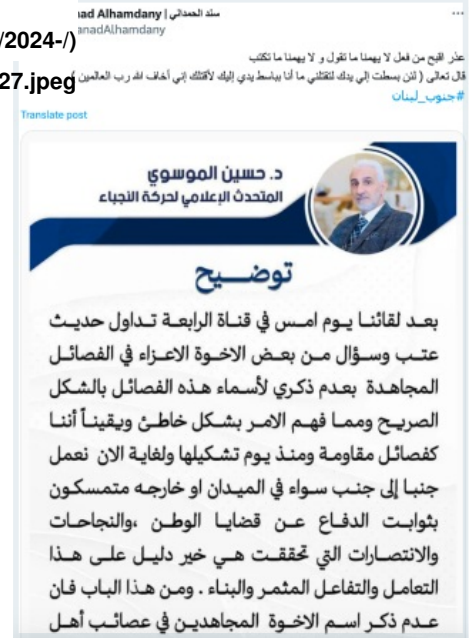 سند الحمداني | ad Alhamdany
anadAlhamdany
/2024-/)
27.jpeg
عذر اقبح من فعل لا يهمنا ما تقول و لا يهمنا ما تكتب
قال تعالى ( لئن بسطت إلي يدك لتقتلني ما أنا بباسط يدي إليك لأقتلك إني أخاف الله رب العالمين )
#جنوب_لبنان
Translate post
د. حسين الموسوي
المتحدث الإعلامي لحركة النجباء
توضـــيح
بعد لقائنا يوم امس في قناة الرابعة تداول حديث
عتب وسؤال من بعض الاخوة الاعزاء في الفصائل
المجاهدة بعدم ذكري لأسماء هذه الفصائل بالشكل
الصريح ومما فهم الامر بشكل خاطئ ويقيناً أننا
كفصائل مقاومة ومنذ يوم تشكيلها ولغاية الان نعمل
جنبا إلى جنب سواء في الميدان او خارجه متمسكون
بثوابت الدفاع عن قضايا الوطن ،والنجاحات
والانتصارات التي تحققت هي خير دليل على هذا
التعامل والتفاعل المثمر والبناء . ومن هذا الباب فان
عدم ذكر اسم الاخوة المجاهدين في عصائب أهل